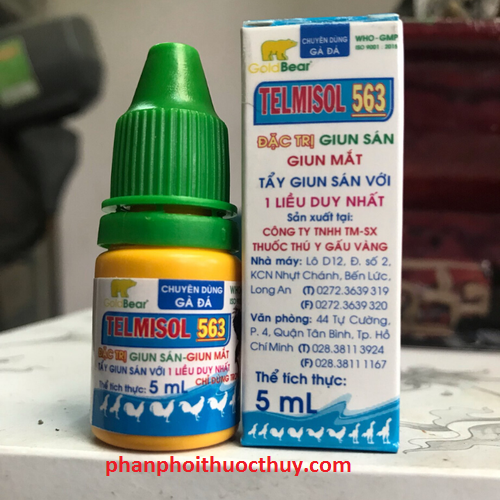 GoldBear
CHUYÊN DÙNG
GÀ ĐÁ
TELMISOL 563
ĐẶC TRỊ GIUN SÁN-GIUN MẮT
TẨY GIUN SÁN VỚI 1 LIỀU DUY NHẤT
Thể tích thực: 5 mL
CHỈ DÙNG
GoldBear
CHUYÊN DÙNG
GÀ ĐÁ
WHO-GMP
ISO 9001 : 2015
TELMISOL 563
ĐẶC TRỊ GIUN SÁN
GIUN MẮT
TẨY GIUN SÁN VỚI
1 LIỀU DUY NHẤT
Sản xuất tại:
CÔNG TY TNHH TM-SX
THUỐC THÚ Y GẤU VÀNG
Nhà máy: Lô D12, Đ. số 2,
KCN Nhựt Chánh, Bến Lức,
Long An (T) 0272.3639 319
(F) 0272.3639 320
Văn phòng: 44 Tự Cường,
P. 4, Quận Tân Bình, Tp. Hồ
Chí Minh (T) 028.3811 3924
(F) 028.3811 1167
Thể tích thực:
5 mL
phanphoithuocthuy.com